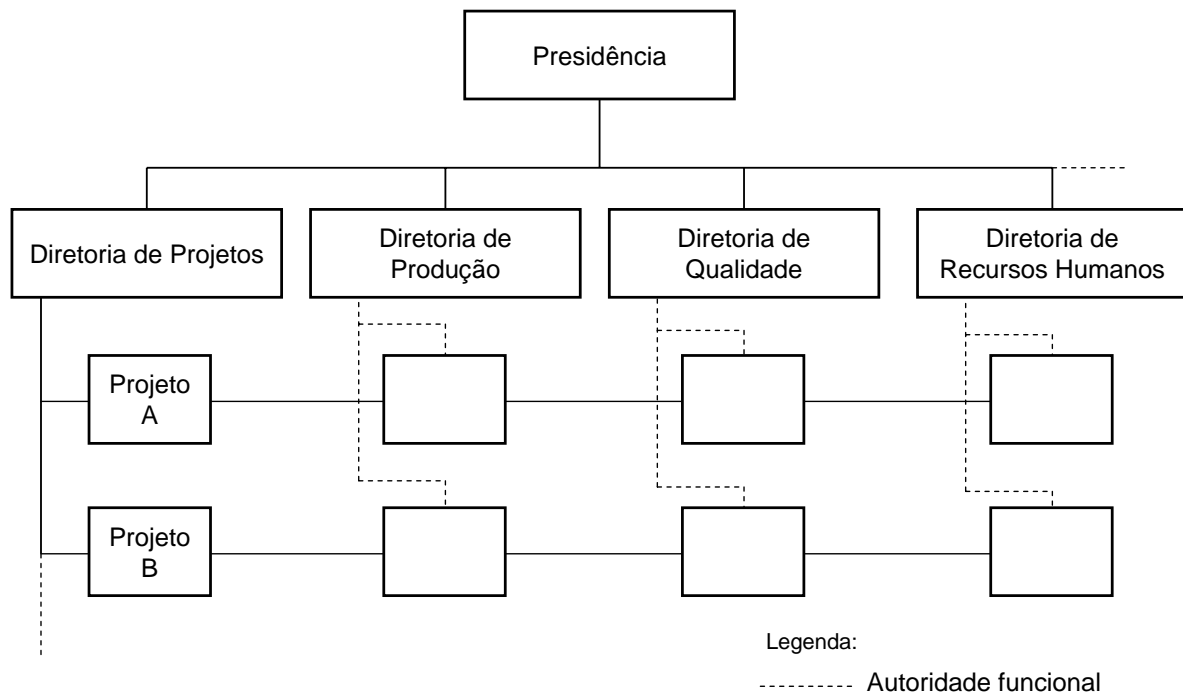 Presidência
Diretoria de Projetos
Diretoria de
Produção
Diretoria de
Qualidade
Diretoria de
Recursos Humanos
Projeto
A
Projeto
B
Legenda:
Autoridade funcional